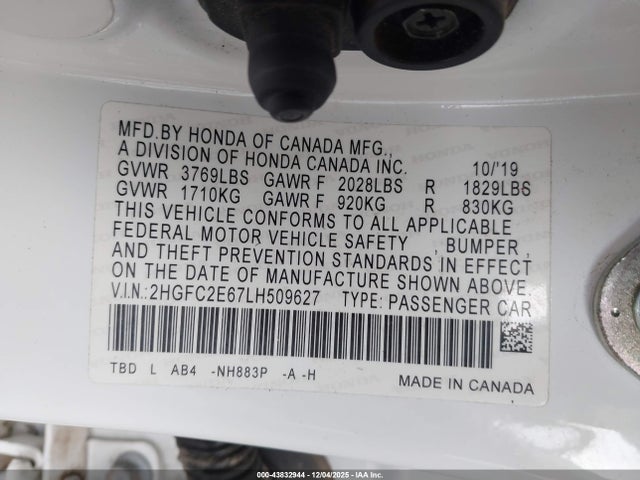 MFD.BY HONDA OF CANADA MFG.,
A DIVISION OF HONDA CANADA INC. 10/'19
GVWR 3769LBS GAWR F 2028LBS R 1829LBS
GVWR 1710KG GAWR F 920KG R 830KG
THIS VEHICLE CONFORMS TO ALL APPLICABLE
FEDERAL MOTOR VEHICLE SAFETY , BUMPER ,
AND THEFT PREVENTION STANDARDS IN EFFECT
ON THE DATE OF MANUFACTURE SHOWN ABOVE.
V.I.N.: 2HGFC2E67LH509627 TYPE: PASSENGER CAR
TBD L AB4 -NH883P -A -H
MADE IN CANADA
000-43832944 - 12/04/2025 - IAA Inc.